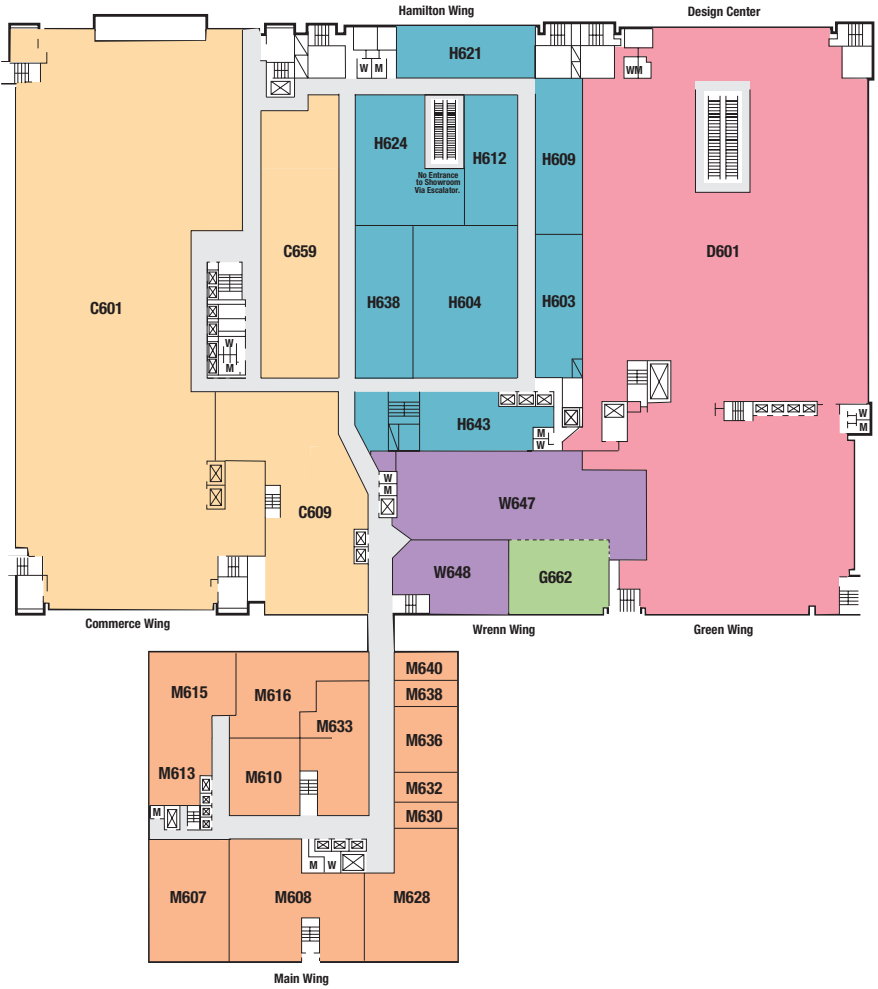 Hamilton Wing
Design Center
H621
W M
WM
H624
H612
H609
No Entrance
to Showroom
Via Escalator.
C659
D601
C601
H638
H604
H603
W
M
H643
M
W
W
M
W
M
W647
C609
W648
G662
Commerce Wing
Wrenn Wing
Green Wing
M640
M615
M616
M638
M633
M636
M613
M610
M632
M
M630
M W
M607
M608
M628
Main Wing